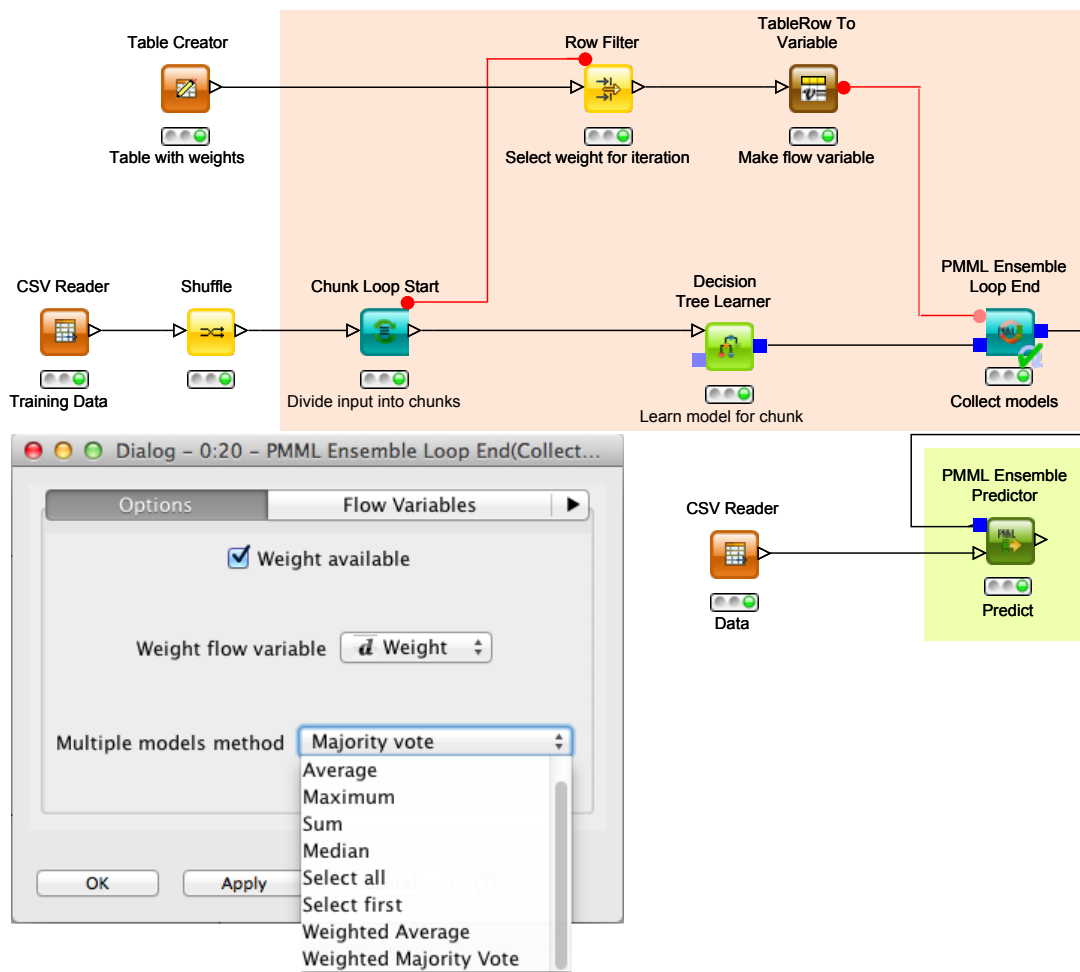 Table Creator
Table with weights
Row Filter
Select weight for iteration
TableRow To
Variable
Make flow variable
CSV Reader
Training Data
Shuffle
Chunk Loop Start
Divide input into chunks
Decision
Tree Learner
Learn model for chunk
PMML Ensemble
Loop End
PMML
Collect models
Dialog - 0:20 - PMML Ensemble Loop End(Collect...
Options
Flow Variables
Weight available
Weight flow variable
d Weight
Multiple models method
Majority vote
Average
Maximum
Sum
Median
Select all
Select first
Weighted Average
Weighted Majority Vote
OK
Apply
CSV Reader
Data
PMML Ensemble
Predictor
PMML
Predict